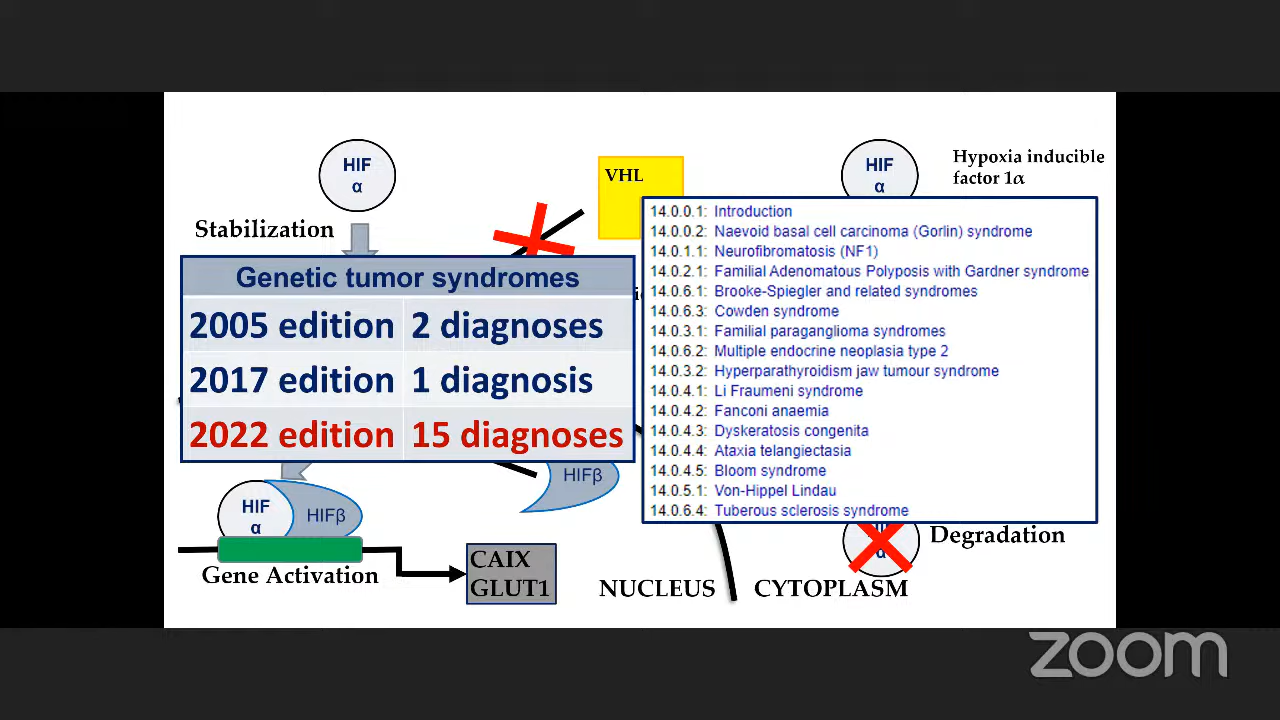 HIF
α
VHL
HIF
α
Hypoxia inducible
factor 1α
Stabilization
Genetic tumor syndromes
2005 edition 2 diagnoses
2017 edition 1 diagnosis
2022 edition 15 diagnoses
14.0.0.1: Introduction
14.0.0.2: Naevoid basal cell carcinoma (Gorlin) syndrome
14.0.1.1: Neurofibromatosis (NF1)
14.0.2.1: Familial Adenomatous Polyposis with Gardner syndrome
14.0.6.1: Brooke-Spiegler and related syndromes
14.0.6.3: Cowden syndrome
14.0.3.1: Familial paraganglioma syndromes
14.0.6.2: Multiple endocrine neoplasia type 2
14.0.3.2: Hyperparathyroidism jaw tumour syndrome
14.0.4.1: Li Fraumeni syndrome
14.0.4.2: Fanconi anaemia
14.0.4.3: Dyskeratosis congenita
14.0.4.4: Ataxia telangiectasia
14.0.4.5: Bloom syndrome
14.0.5.1: Von-Hippel Lindau
14.0.6.4: Tuberous sclerosis syndrome
HIFβ
HIF
α
HIFβ
Gene Activation
CAIX
GLUT1
NUCLEUS
CYTOPLASM
α
Degradation
zoom